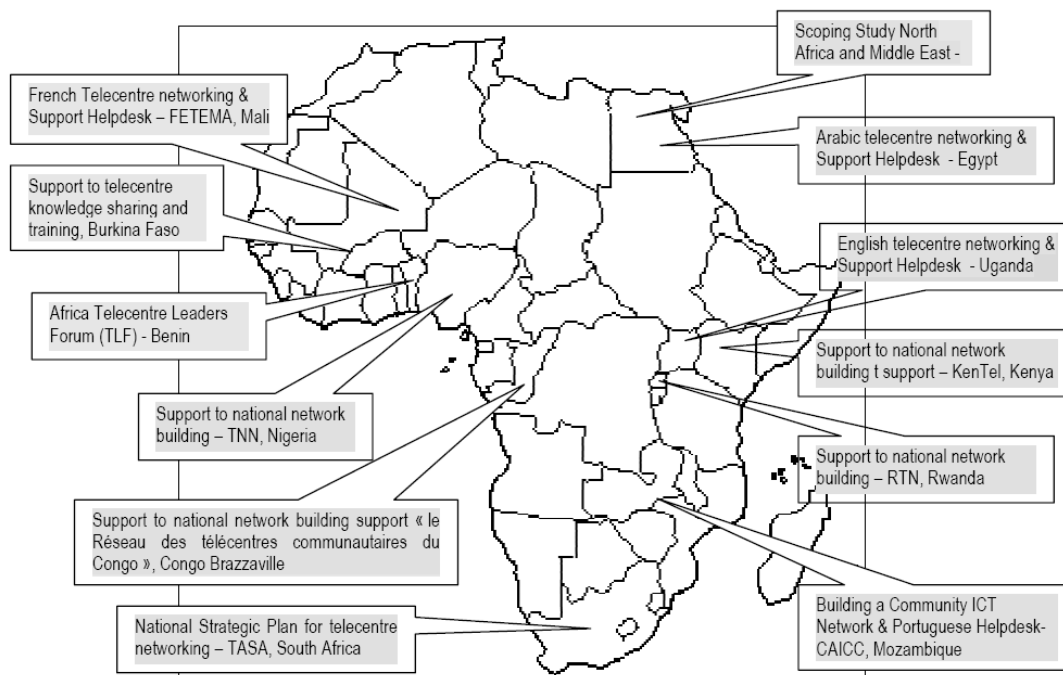 Scoping Study North
Africa and Middle East -
French Telecentre networking &
Support Helpdesk – FETEMA, Mali
Arabic telecentre networking &
Support Helpdesk - Egypt
Support to telecentre
knowledge sharing and
training, Burkina Faso
English telecentre networking &
Support Helpdesk - Uganda
Africa Telecentre Leaders
Forum (TLF) - Benin
Support to national network
building t support – KenTel, Kenya
Support to national network
building – TNN, Nigeria
Support to national network
building – RTN, Rwanda
Support to national network building support « le
Réseau des télécentres communautaires du
Congo », Congo Brazzaville
National Strategic Plan for telecentre
networking – TASA, South Africa
Building a Community ICT
Network & Portuguese Helpdesk-
CAICC, Mozambique